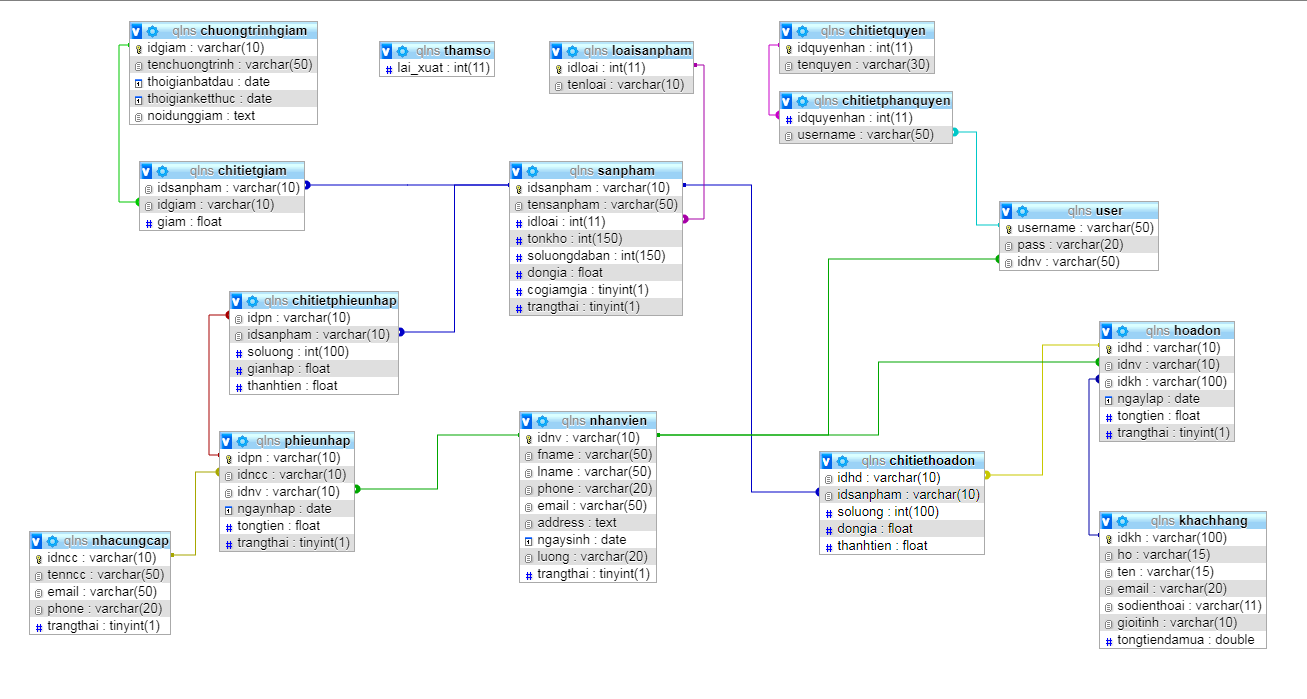 qlns chuongtrinhgiam
idgiam : varchar(10)
tenchuongtrinh : varchar(50)
thoigianbatdau : date
thoigianketthuc : date
noidunggiam : text
qlns thamso
lai_xuat : int(11)
qlns loaisanpham
idloai : int(11)
tenloai : varchar(10)
qlns chitietquyen
idquyenhan : int(11)
tenquyen : varchar(30)
qlns chitietphanquyen
idquyenhan : int(11)
username : varchar(50)
qlns chitietgiam
idsanpham : varchar(10)
idgiam : varchar(10)
giam : float
qlns sanpham
idsanpham : varchar(10)
tensanpham : varchar(50)
idloai : int(11)
tonkho : int(150)
soluongdaban : int(150)
dongia : float
cogiamgia : tinyint(1)
trangthai : tinyint(1)
qlns user
username : varchar(50)
pass : varchar(20)
idnv : varchar(50)
qlns chitietphieunhap
idpn : varchar(10)
idsanpham : varchar(10)
soluong : int(100)
gianhap : float
thanhtien : float
qlns hoadon
idhd : varchar(10)
idnv : varchar(10)
idkh : varchar(100)
ngaylap : date
tongtien : float
trangthai : tinyint(1)
qlns phieunhap
idpn : varchar(10)
idncc : varchar(10)
idnv : varchar(10)
ngaynhap : date
tongtien : float
trangthai : tinyint(1)
qlns nhanvien
idnv : varchar(10)
fname : varchar(50)
lname : varchar(50)
phone : varchar(20)
email : varchar(50)
address : text
ngaysinh : date
luong : varchar(20)
trangthai : tinyint(1)
qlns chitiethoadon
idhd : varchar(10)
idsanpham : varchar(10)
soluong : int(100)
dongia : float
thanhtien : float
qlns nhacungcap
idncc : varchar(10)
tenncc : varchar(50)
email : varchar(50)
phone : varchar(20)
trangthai : tinyint(1)
qlns khachhang
idkh : varchar(100)
ho : varchar(15)
ten : varchar(15)
email : varchar(20)
sodienthoai : varchar(11)
gioitinh : varchar(10)
tongtiendamua : double